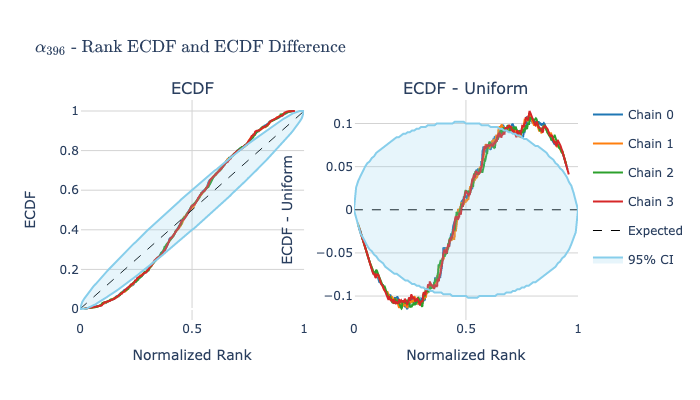 α₃₉₆ - Rank ECDF and ECDF Difference
ECDF
ECDF - Uniform
ECDF
1
0.8
0.6
0.4
0.2
0
0
0.5
1
Normalized Rank
ECDF - Uniform
0.1
0.05
0
−0.05
−0.1
0
0.5
1
Normalized Rank
Chain 0
Chain 1
Chain 2
Chain 3
Expected
95% CI